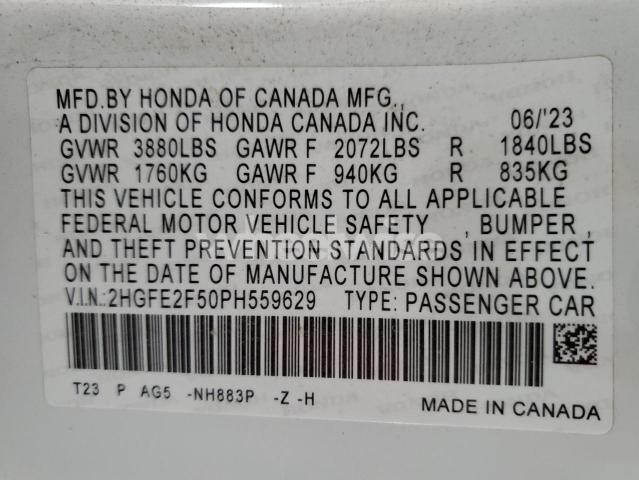 MFD.BY HONDA OF CANADA MFG.,
A DIVISION OF HONDA CANADA INC. 06/'23
GVWR 3880LBS GAWR F 2072LBS R 1840LBS
GVWR 1760KG GAWR F 940KG R 835KG
THIS VEHICLE CONFORMS TO ALL APPLICABLE
FEDERAL MOTOR VEHICLE SAFETY , BUMPER ,
AND THEFT PREVENTION STANDARDS IN EFFECT
ON THE DATE OF MANUFACTURE SHOWN ABOVE.
V.I.N.:2HGFE2F50PH559629 TYPE: PASSENGER CAR
T23 P AG5 -NH883P -Z -H
MADE IN CANADA